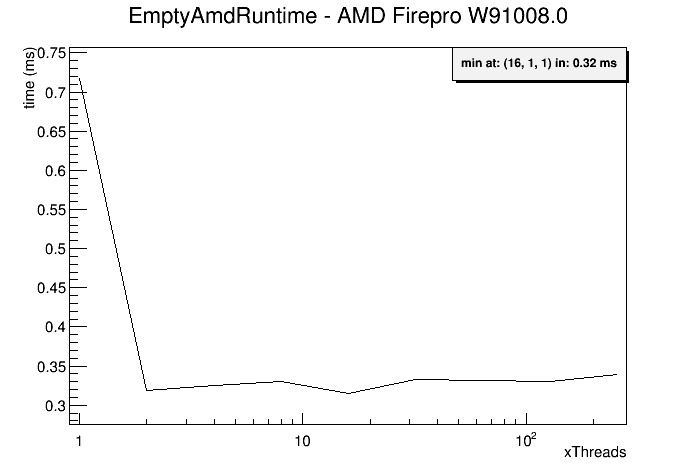 EmptyAmdRuntime - AMD Firepro W91008.0
time (ms)
min at: (16, 1, 1) in: 0.32 ms
0.75
0.7
0.65
0.6
0.55
0.5
0.45
0.4
0.35
0.3
1 10 10²
xThreads